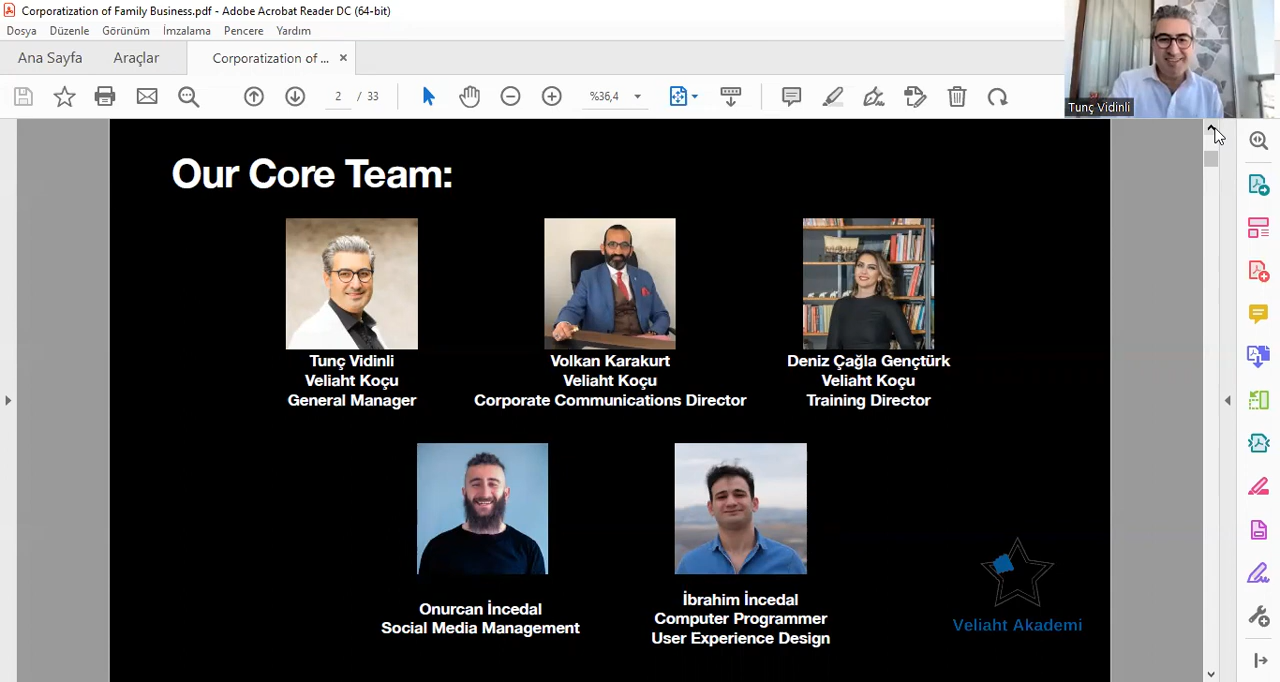 Corporatization of Family Business.pdf - Adobe Acrobat Reader DC (64-bit)
Dosya Düzenle Görünüm İmzalama Pencere Yardım
Ana Sayfa Araçlar Corporatization of ... ×
2 / 33 %36,4
Tunç Vidinli
Our Core Team:
Tunç Vidinli
Veliaht Koçu
General Manager
Volkan Karakurt
Veliaht Koçu
Corporate Communications Director
Deniz Çağla Gençtürk
Veliaht Koçu
Training Director
Onurcan İncedal
Social Media Management
İbrahim İncedal
Computer Programmer
User Experience Design
Veliaht Akademi